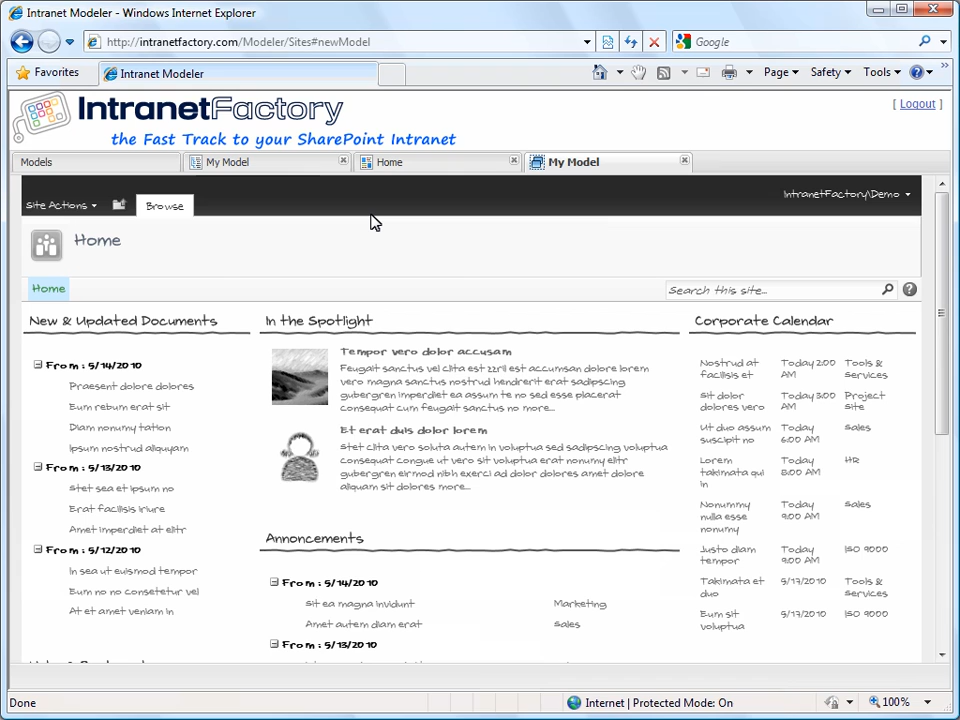 Intranet Modeler - Windows Internet Explorer
http://intranetfactory.com/Modeler/Sites#newModel
Google
Favorites
Intranet Modeler
Page
Safety
Tools
IntranetFactory
[ Logout ]
the Fast Track to your SharePoint Intranet
Models
My Model
Home
My Model
Site Actions
Browse
IntranetFactory\Demo
Home
Home
Search this site...
New & Updated Documents
From : 5/14/2010
Praesent dolore dolores
Eum rebum erat sit
Diam nonumy tation
Ipsum nostrud aliquyam
From : 5/13/2010
Stet sea et ipsum no
Erat facilisis iriure
Amet imperdiet at elitr
From : 5/12/2010
In sea ut euismod tempor
Eum no no consetetur vel
At et amet veniam in
In the Spotlight
Tempor vero dolor accusam
Feugait sanctus vel clita est zzril est accumsan dolore lorem
vero magna sanctus nostrud hendrerit erat sadipscing
gubergren imperdiet ea assum te no sed esse placerat
consequat cum feugait sanctus no more...
Et erat duis dolor lorem
Stet clita vero soluta autem in voluptua sed sadipscing voluptua
consequat congue ut vero sit voluptua erat nonumy elitr
gubergren eirmod nibh exerci ad dolor dolores amet dolore
aliquam sit dolores more...
Annoncements
From : 5/14/2010
Sit ea magna invidunt Marketing
Amet autem diam erat Sales
From : 5/13/2010
Corporate Calendar
Nostrud at Today 2:00 Tools &
facilisis et AM Services
Sit dolor Today 3:00 Project
dolores vero AM Site
Ut duo assum Today Sales
suscipit no 6:00 AM
Lorem Today HR
takimata qui 8:00 AM
in
Nonummy Today Sales
nulla esse 9:00 AM
nonumy
Justo diam Today ISO 9000
tempor 9:00 AM
Takimata et 5/17/2010 Tools &
duo Services
Eum sit 5/17/2010 ISO 9000
voluptua
Done
Internet | Protected Mode: On
100%